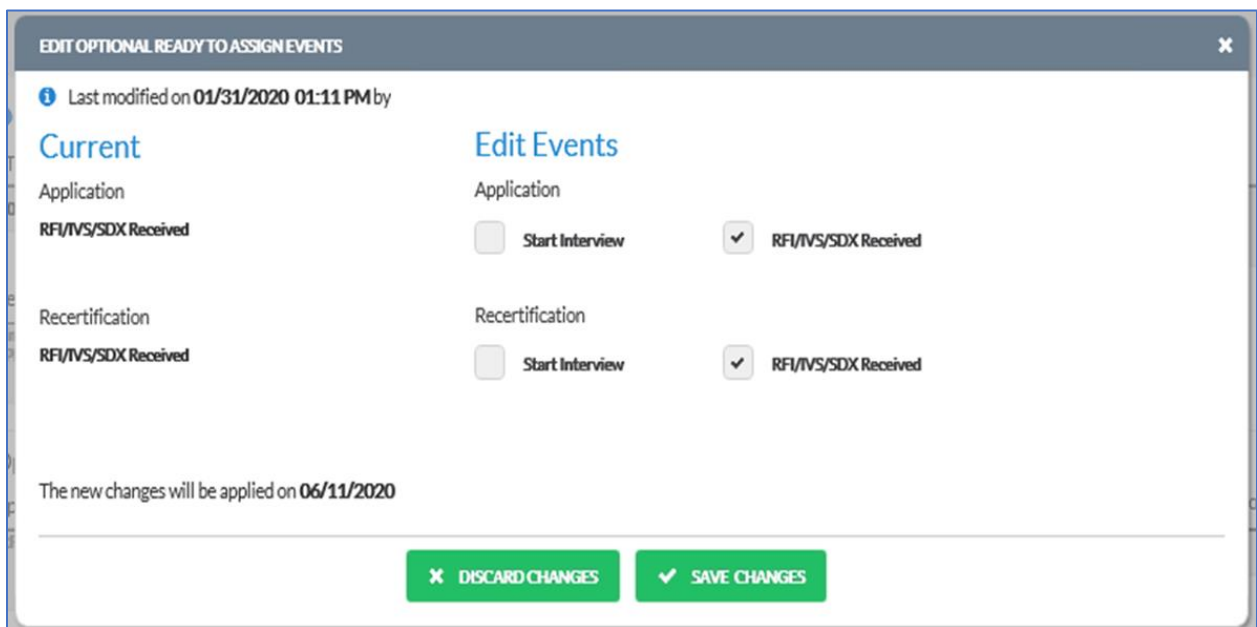 EDIT OPTIONAL READY TO ASSIGN EVENTS
Last modified on 01/31/2020 01:11 PM by
Current
Application
RFI/IVS/SDX Received
Recertification
RFI/IVS/SDX Received
Edit Events
Application
Start Interview RFI/IVS/SDX Received
Recertification
Start Interview RFI/IVS/SDX Received
The new changes will be applied on 06/11/2020
DISCARD CHANGES SAVE CHANGES